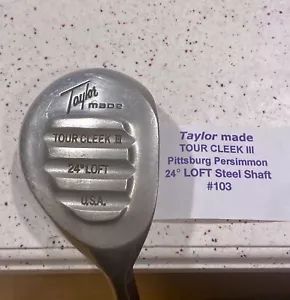 Taylor
made
TOUR CLEEK III
24° LOFT
U.S.A.
Taylor made
TOUR CLEEK III
Pittsburg Persimmon
24° LOFT Steel Shaft
#103